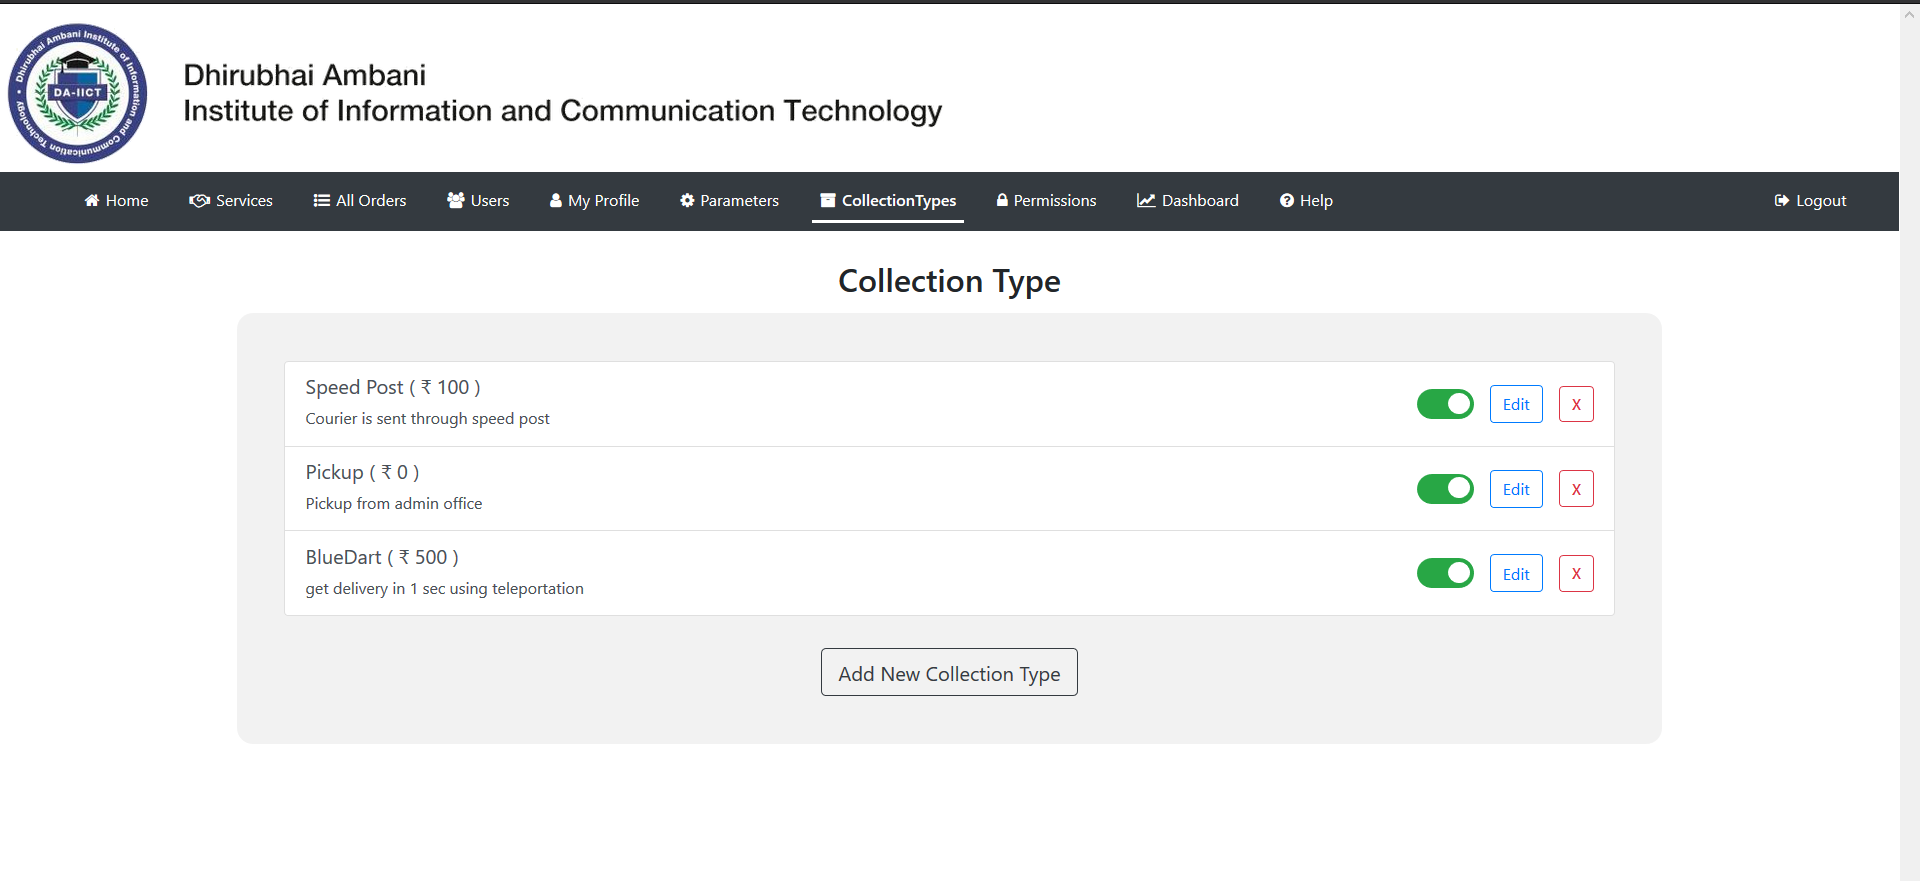 Dhirubhai Ambani Institute of Information and Communication Technology
DA-IICT
Dhirubhai Ambani
Institute of Information and Communication Technology
Home Services All Orders Users My Profile Parameters CollectionTypes Permissions Dashboard Help Logout
Collection Type
Speed Post ( ₹ 100 )
Courier is sent through speed post
Edit X
Pickup ( ₹ 0 )
Pickup from admin office
Edit X
BlueDart ( ₹ 500 )
get delivery in 1 sec using teleportation
Edit X
Add New Collection Type